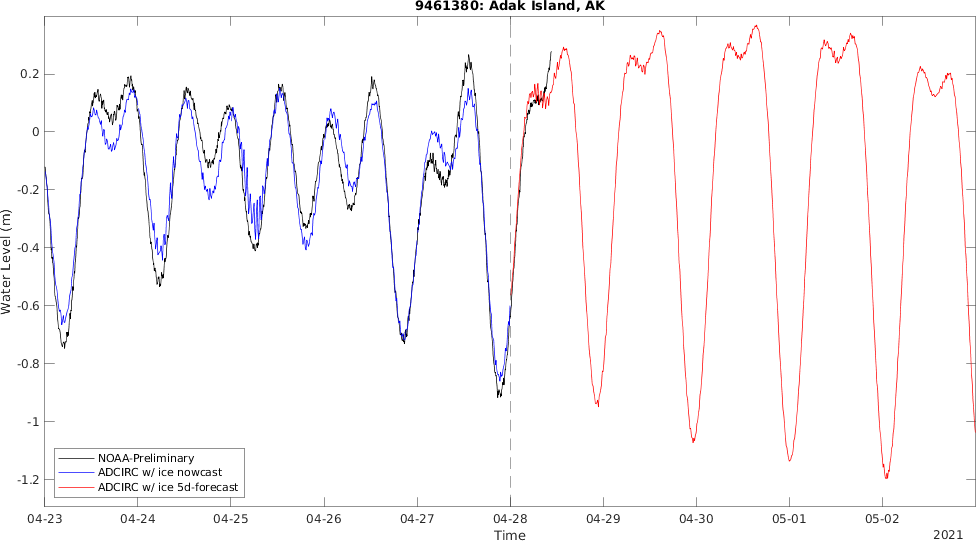 9461380: Adak Island, AK
Water Level (m)
0.2
0
-0.2
-0.4
-0.6
-0.8
-1
-1.2
NOAA-Preliminary
ADCIRC w/ ice nowcast
ADCIRC w/ ice 5d-forecast
04-23 04-24 04-25 04-26 04-27 04-28 04-29 04-30 05-01 05-02
Time
2021